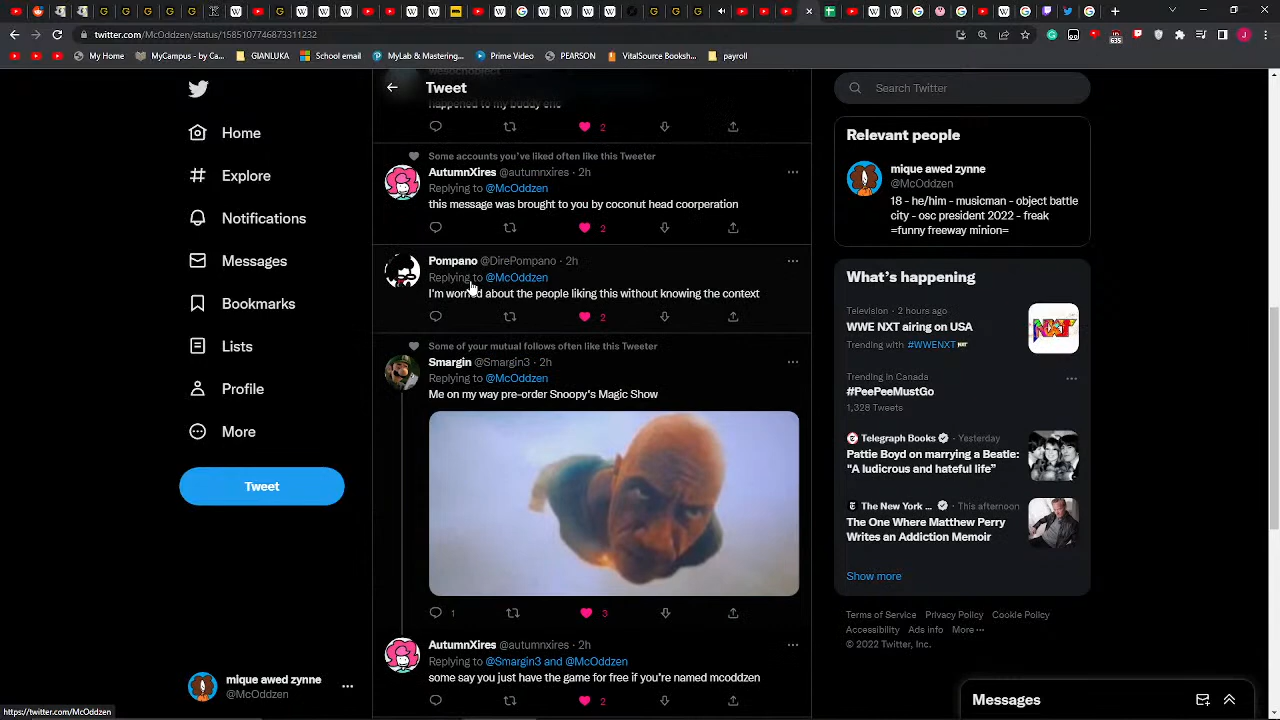 twitter.com/McOddzen/status/1585107746873311232
My Home
MyCampus - by Ca...
GIANLUKA
School email
MyLab & Mastering...
Prime Video
PEARSON
VitalSource Booksh...
payroll
Tweet
happened to my buddy eric
2
Some accounts you've liked often like this Tweeter
AutumnXires @autumnxires · 2h
Replying to @McOddzen
this message was brought to you by coconut head coorperation
2
Pompano @DirePompano · 2h
Replying to @McOddzen
I'm worried about the people liking this without knowing the context
2
Some of your mutual follows often like this Tweeter
Smargin @Smargin3 · 2h
Replying to @McOddzen
Me on my way pre-order Snoopy's Magic Show
1 3
AutumnXires @autumnxires · 2h
Replying to @Smargin3 and @McOddzen
some say you just have the game for free if you're named mcoddzen
2
Home
Explore
Notifications
Messages
Bookmarks
Lists
Profile
More
Tweet
mique awed zynne
@McOddzen
https://twitter.com/McOddzen
Search Twitter
Relevant people
mique awed zynne
@McOddzen
18 - he/him - musicman - object battle
city - osc president 2022 - freak
=funny freeway minion=
What's happening
Television · 2 hours ago
WWE NXT airing on USA
Trending with #WWENXT
NXT
Trending in Canada
#PeePeeMustGo
1,328 Tweets
Telegraph Books · Yesterday
Pattie Boyd on marrying a Beatle:
"A ludicrous and hateful life"
The New York ... · This afternoon
The One Where Matthew Perry
Writes an Addiction Memoir
Show more
Terms of Service Privacy Policy Cookie Policy
Accessibility Ads info More ···
© 2022 Twitter, Inc.
Messages